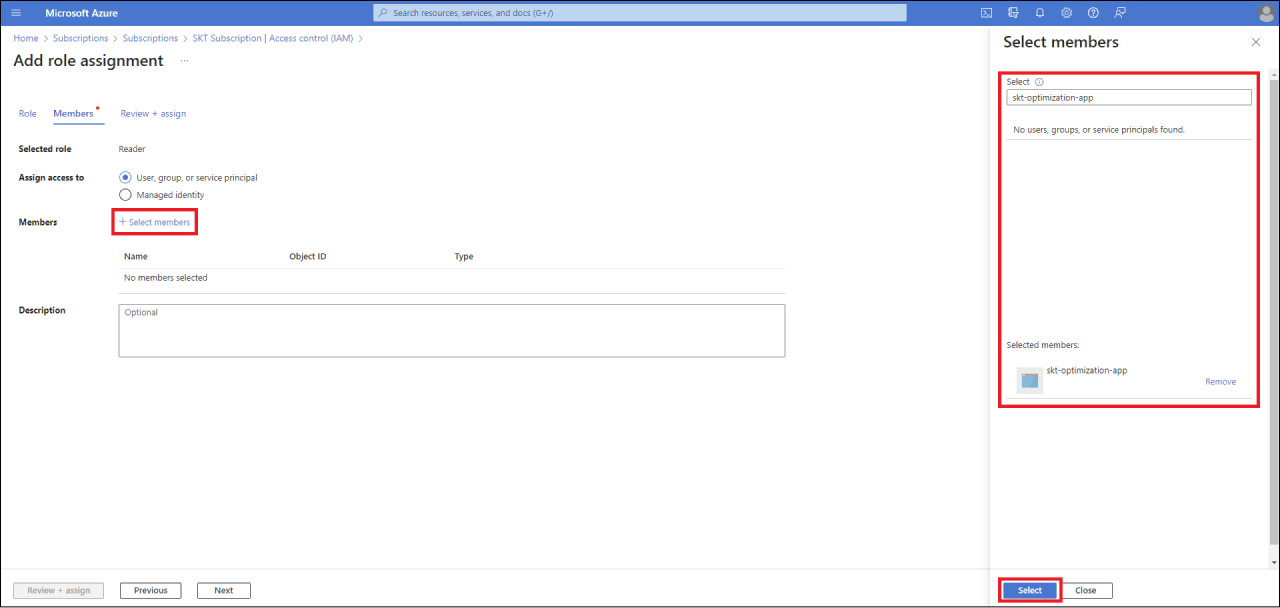 Microsoft Azure
Search resources, services, and docs (G+/)
Home > Subscriptions > Subscriptions > SKT Subscription | Access control (IAM) >
Add role assignment ...
Role Members Review + assign
Selected role Reader
Assign access to User, group, or service principal
Managed identity
Members + Select members
Name Object ID Type
No members selected
Description Optional
Review + assign Previous Next
Select members
Select
skt-optimization-app
No users, groups, or service principals found.
Selected members:
skt-optimization-app
Remove
Select Close